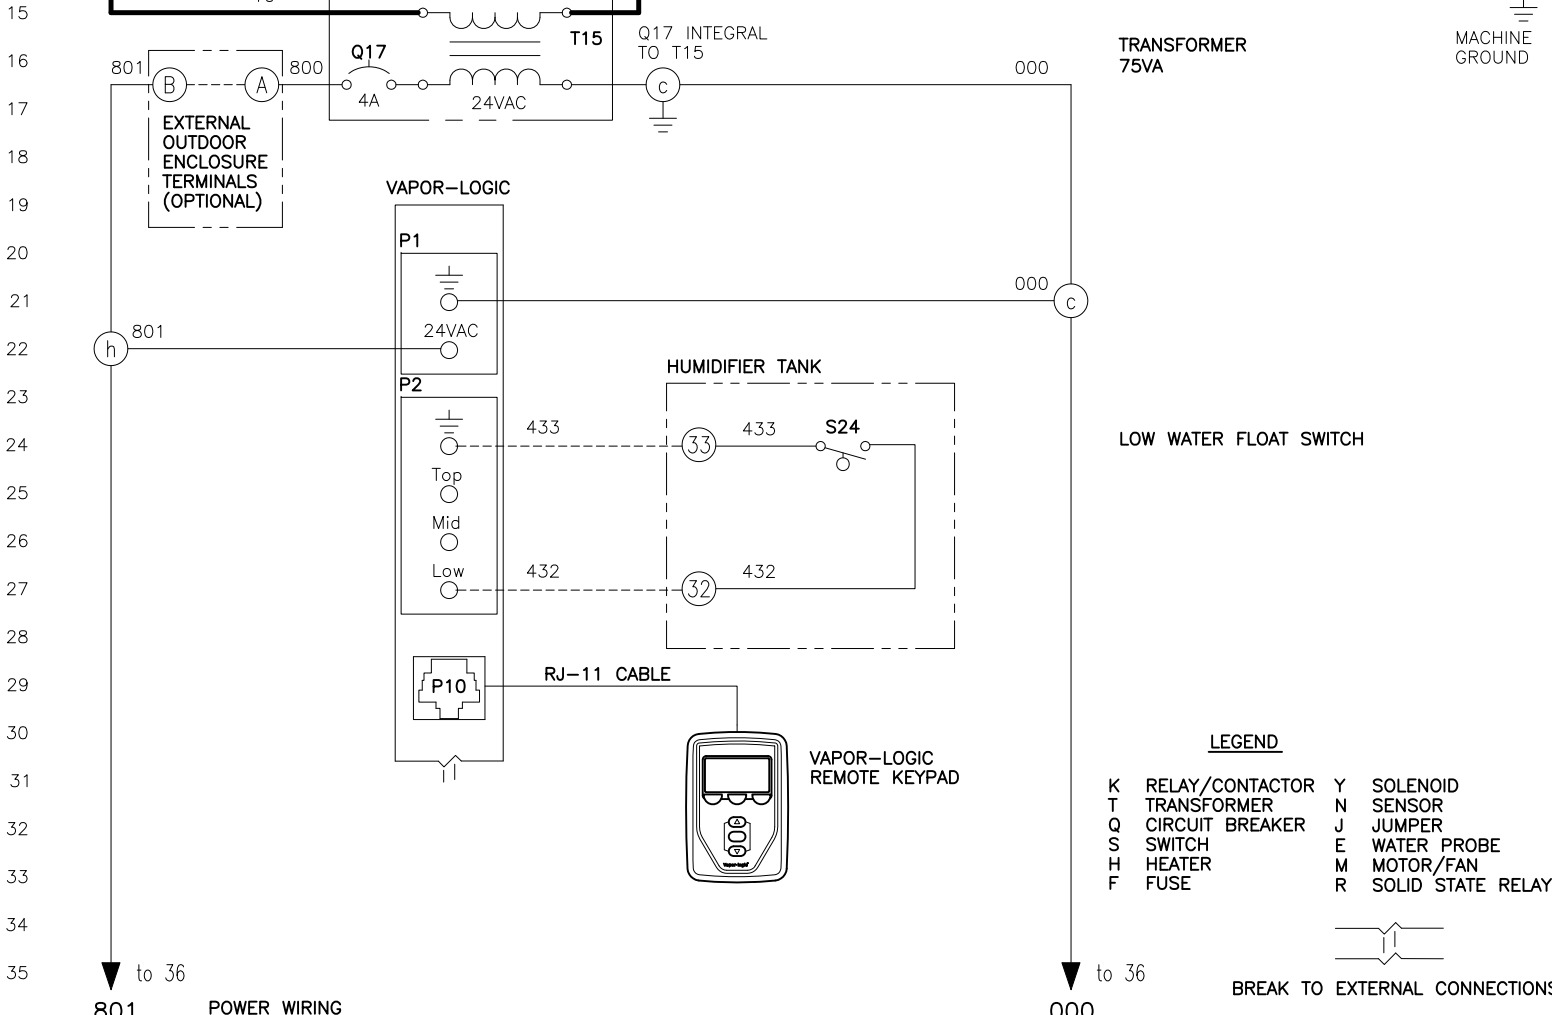 15
T15
Q17 INTEGRAL
TO T15
TRANSFORMER
75VA
MACHINE
GROUND
16
801
B
A
800
Q17
4A
24VAC
c
000
17
EXTERNAL
OUTDOOR
ENCLOSURE
TERMINALS
(OPTIONAL)
18
VAPOR-LOGIC
19
P1
20
000
21
c
24VAC
801
22
h
HUMIDIFIER TANK
P2
23
433
33
433
S24
24
LOW WATER FLOAT SWITCH
Top
25
Mid
26
Low
432
32
432
27
28
RJ-11 CABLE
29
P10
30
VAPOR-LOGIC
REMOTE KEYPAD
31
32
33
Vapor-logic
34
35
LEGEND
K RELAY/CONTACTOR Y SOLENOID
T TRANSFORMER N SENSOR
Q CIRCUIT BREAKER J JUMPER
S SWITCH E WATER PROBE
H HEATER M MOTOR/FAN
F FUSE R SOLID STATE RELAY
to 36
to 36
BREAK TO EXTERNAL CONNECTIONS
801
POWER WIRING
000